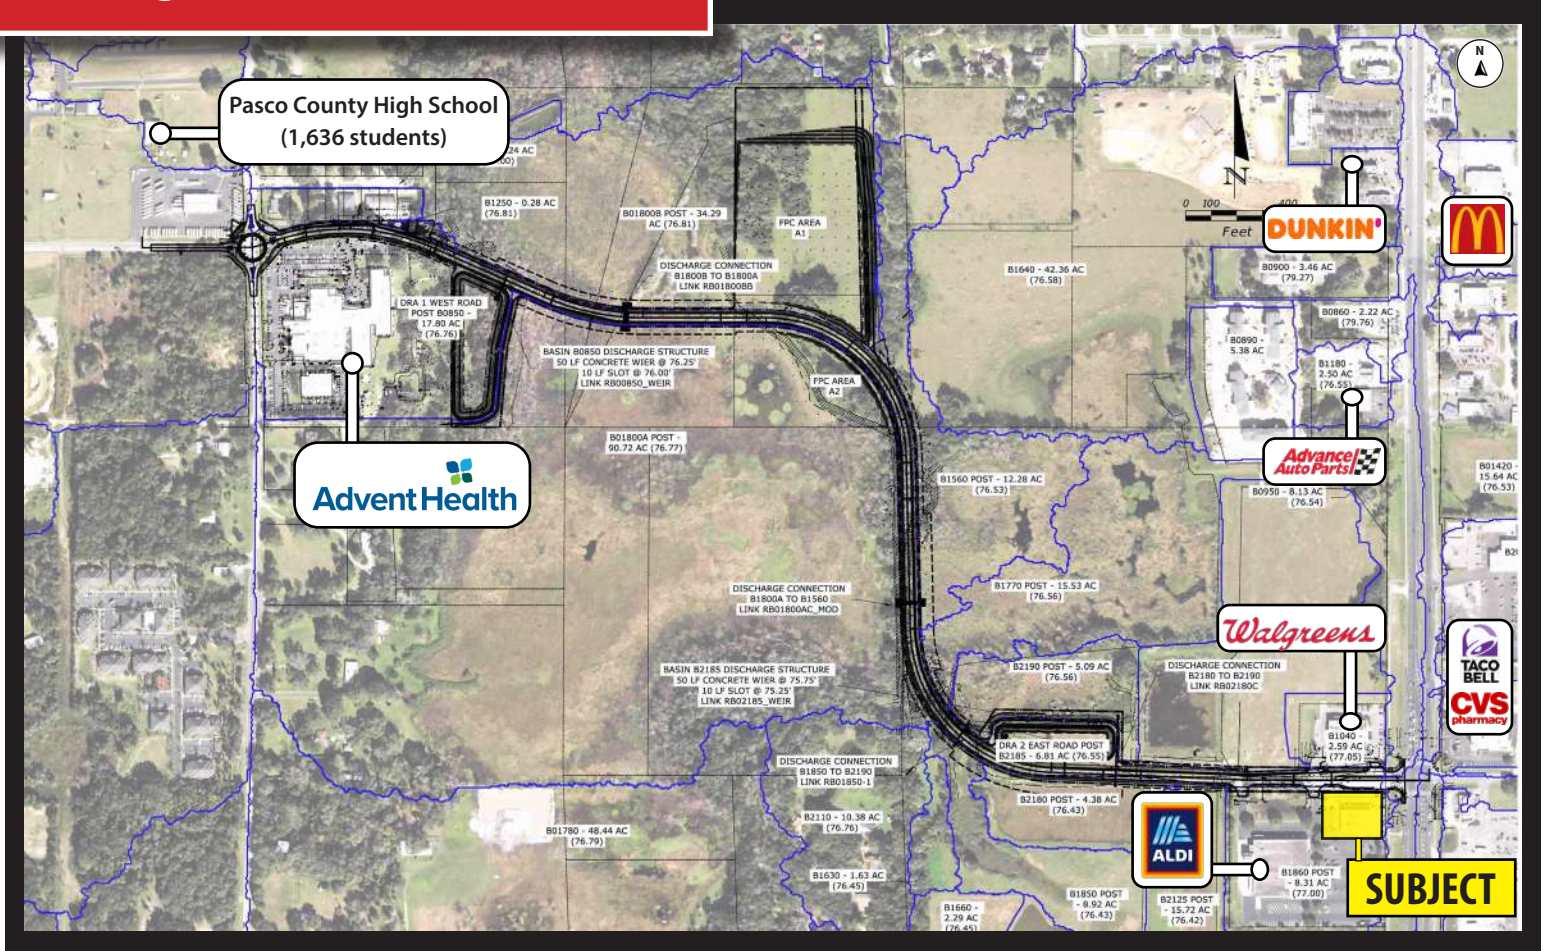 Pasco County High School
(1,636 students)
N
24 AC
B1250 - 0.28 AC
(76.81)
B01800B POST - 34.29
AC (76.81)
FPC AREA
A1
N
0 100 400
Feet
DUNKIN'
DISCHARGE CONNECTION
B1800B TO B1800A
LINK RB01800BB
B1640 - 42.36 AC
(76.58)
B0900 - 3.46 AC
(79.27)
DRA 1 WEST ROAD
POST B0850 -
17.80 AC
(76.76)
B0860 - 2.22 AC
(79.76)
BASIN B0850 DISCHARGE STRUCTURE
50 LF CONCRETE WIER @ 76.25'
10 LF SLOT @ 76.00'
LINK RB00850_WEIR
B0890 -
5.38 AC
B1180 -
2.50 AC
(76.55)
FPC AREA
A2
AdventHealth
B01800A POST -
90.72 AC (76.77)
Advance
Auto Parts
B1560 POST - 12.28 AC
(76.53)
B0950 - 8.13 AC
(76.54)
B01420 -
15.64 AC
(76.53)
DISCHARGE CONNECTION
B1800A TO B1560
LINK RB01800AC_MOD
B1770 POST - 15.53 AC
(76.56)
Walgreens
TACO
BELL
CVS
pharmacy
BASIN B2185 DISCHARGE STRUCTURE
50 LF CONCRETE WIER @ 75.75'
10 LF SLOT @ 75.25'
LINK RB02185_WEIR
B2190 POST - 5.09 AC
(76.56)
DISCHARGE CONNECTION
B2180 TO B2190
LINK RB02180C
B1040 -
2.59 AC
(77.05)
DRA 2 EAST ROAD POST
B2185 - 6.81 AC (76.55)
DISCHARGE CONNECTION
B1850 TO B2190
LINK RB01850-1
B2180 POST - 4.38 AC
(76.43)
B01780 - 48.44 AC
(76.79)
B2110 - 10.38 AC
(76.76)
ALDI
B1630 - 1.63 AC
(76.45)
B1860 POST
- 8.31 AC
(77.00)
SUBJECT
B1660 -
2.29 AC
(76.45)
B1850 POST
- 8.92 AC
(76.43)
B2125 POST
- 15.72 AC
(76.42)